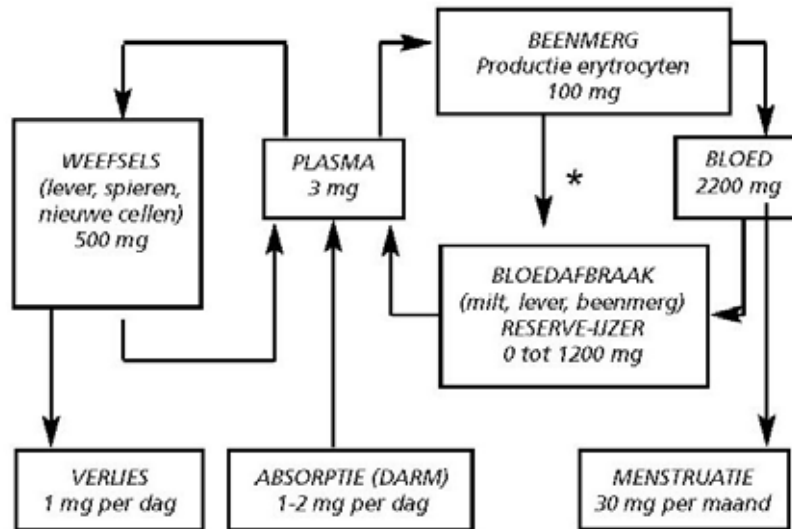 BEENMERG
Productie erytrocyten
100 mg
WEEFSELS
(lever, spieren,
nieuwe cellen)
500 mg
PLASMA
3 mg
*
BLOED
2200 mg
BLOEDAFBRAAK
(milt, lever, beenmerg)
RESERVE-IJZER
0 tot 1200 mg
VERLIES
1 mg per dag
ABSORPTIE (DARM)
1-2 mg per dag
MENSTRUATIE
30 mg per maand